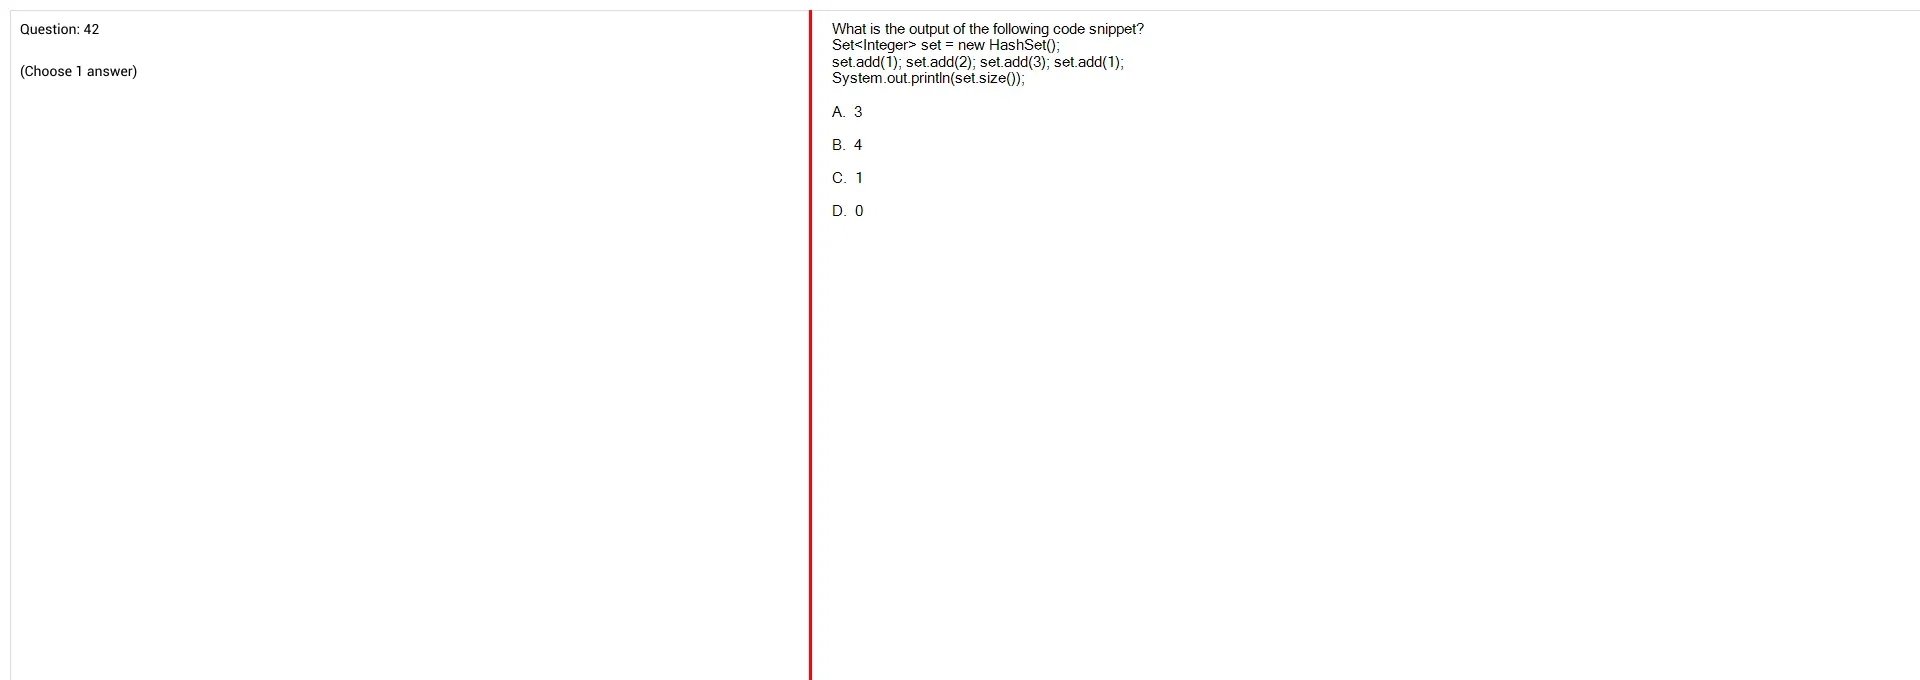 Question: 42
(Choose 1 answer)
What is the output of the following code snippet?
Set<Integer> set = new HashSet();
set.add(1); set.add(2); set.add(3); set.add(1);
System.out.println(set.size());
A. 3
B. 4
C. 1
D. 0